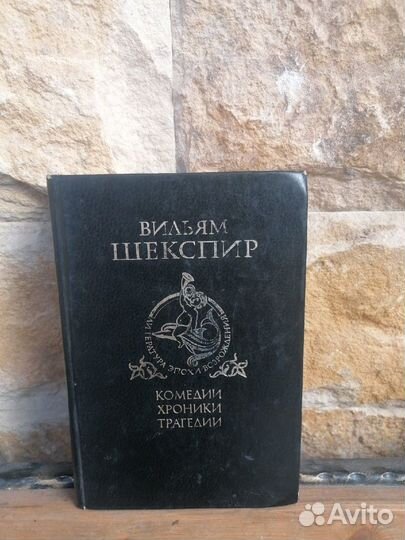 ВИЛЬЯМ
ШЕКСПИР
ЛИТЕРАТУРА ЭПОХИ ВОЗРОЖДЕНИЯ
КОМЕДИИ
ХРОНИКИ
ТРАГЕДИИ
Avito